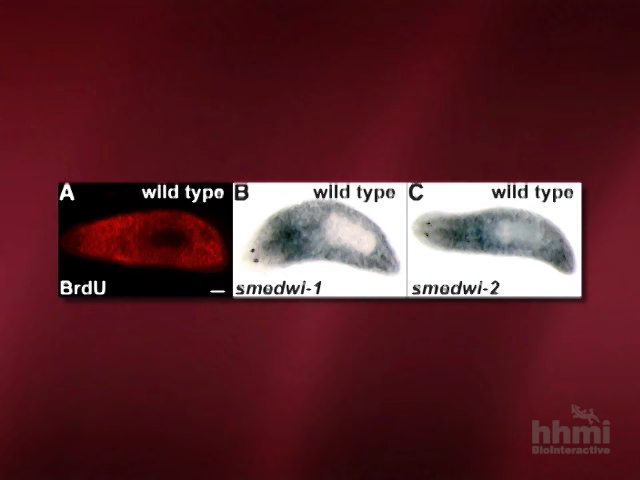 A wild type
BrdU
B wild type
smedwi-1
C wild type
smedwi-2
hhmi
BioInteractive